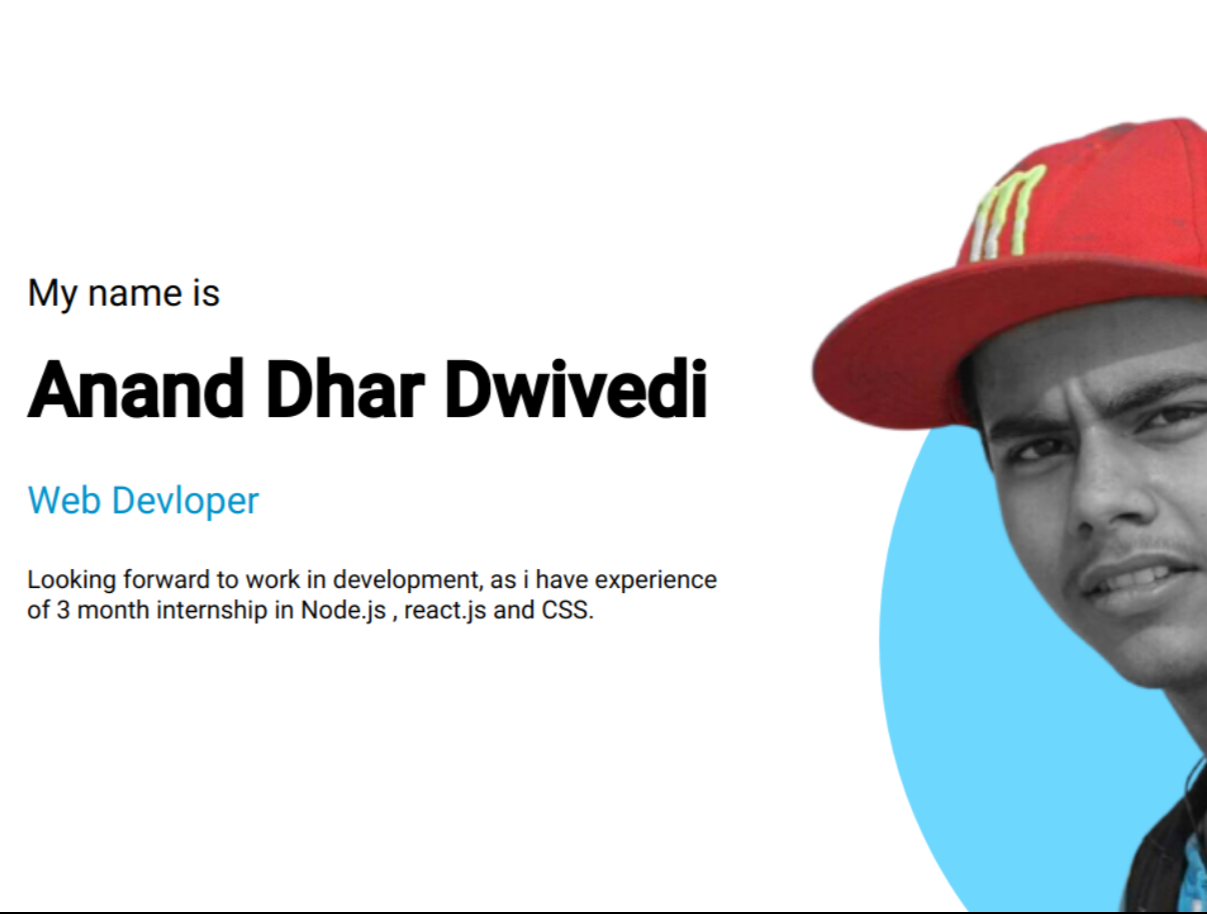 My name is
Anand Dhar Dwivedi
Web Devloper
Looking forward to work in development, as i have experience
of 3 month internship in Node.js , react.js and CSS.